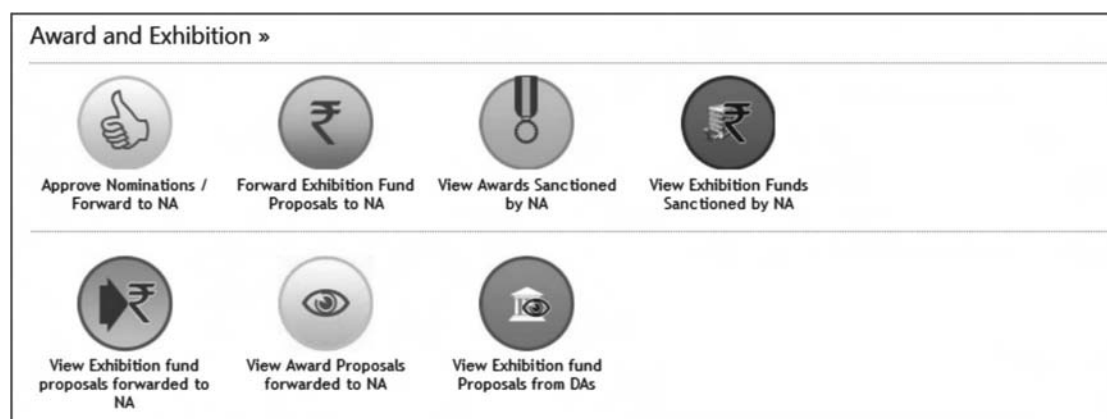 Award and Exhibition »
Approve Nominations /
Forward to NA
Forward Exhibition Fund
Proposals to NA
View Awards Sanctioned
by NA
View Exhibition Funds
Sanctioned by NA
View Exhibition fund
proposals forwarded to
NA
View Award Proposals
forwarded to NA
View Exhibition fund
Proposals from DAs